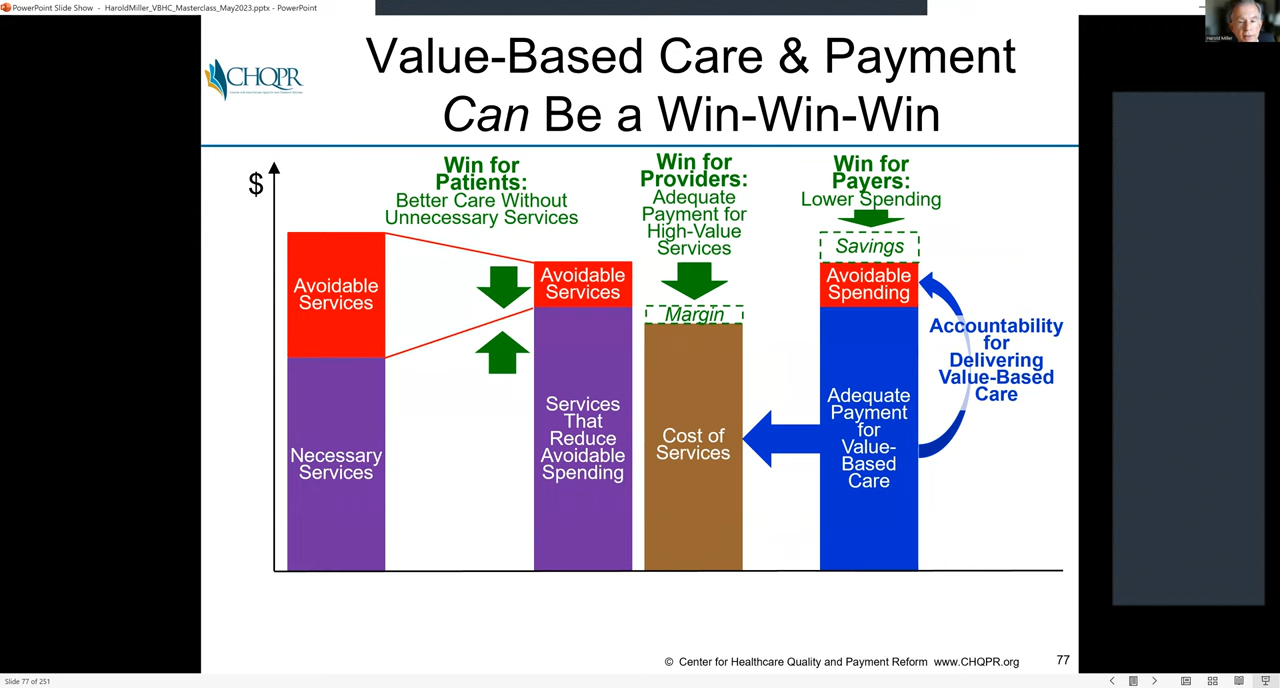 PowerPoint Slide Show - HaroldMiller_VBHC_Masterclass_May2023.pptx - PowerPoint
Harold Miller
CHQPR
Value-Based Care & Payment
Can Be a Win-Win-Win
$
Win for
Patients:
Better Care Without
Unnecessary Services
Win for
Providers:
Adequate
Payment for
High-Value
Services
Win for
Payers:
Lower Spending
Avoidable
Services
Necessary
Services
Avoidable
Services
Services
That
Reduce
Avoidable
Spending
Margin
Cost of
Services
Savings
Avoidable
Spending
Adequate
Payment
for
Value-
Based
Care
Accountability
for
Delivering
Value-Based
Care
© Center for Healthcare Quality and Payment Reform www.CHQPR.org
77
Slide 77 of 251